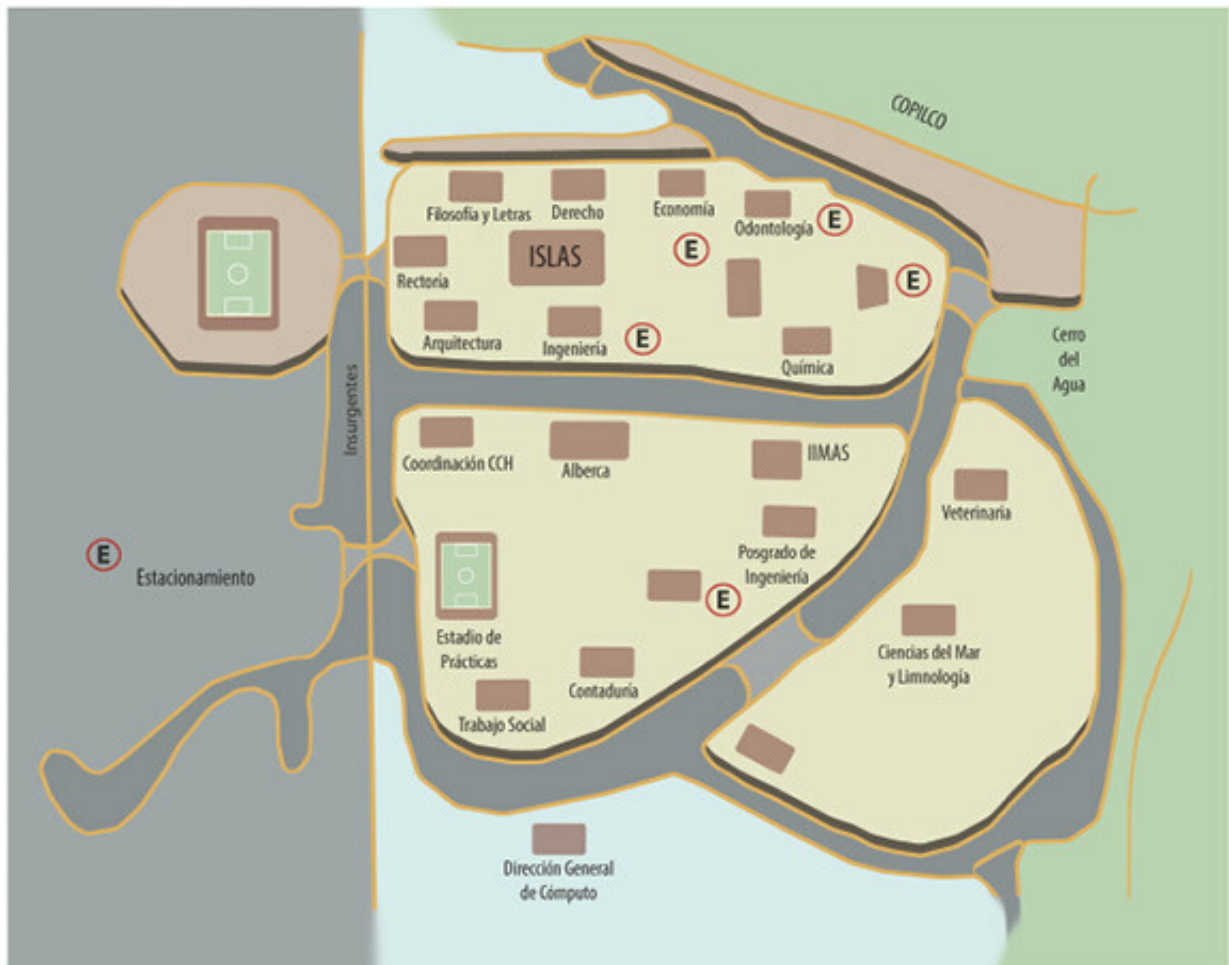 COPILCO
Filosofía y Letras
Derecho
Economía
Odontología
E
E
ISLAS
E
Rectoría
Arquitectura
Ingeniería
E
Química
Cerro
del
Agua
Insurgentes
Coordinación CCH
Alberca
IIMAS
Veterinaria
Posgrado de
Ingeniería
E
Estacionamiento
E
Estadio de
Prácticas
Ciencias del Mar
y Limnología
Contaduría
Trabajo Social
Dirección General
de Cómputo